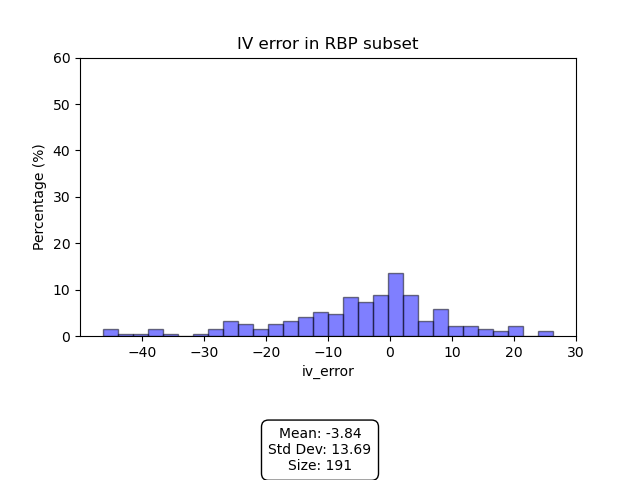 IV error in RBP subset
60
50
40
30
20
10
0
Percentage (%)
−40 −30 −20 −10 0 10 20 30
iv_error
Mean: -3.84
Std Dev: 13.69
Size: 191